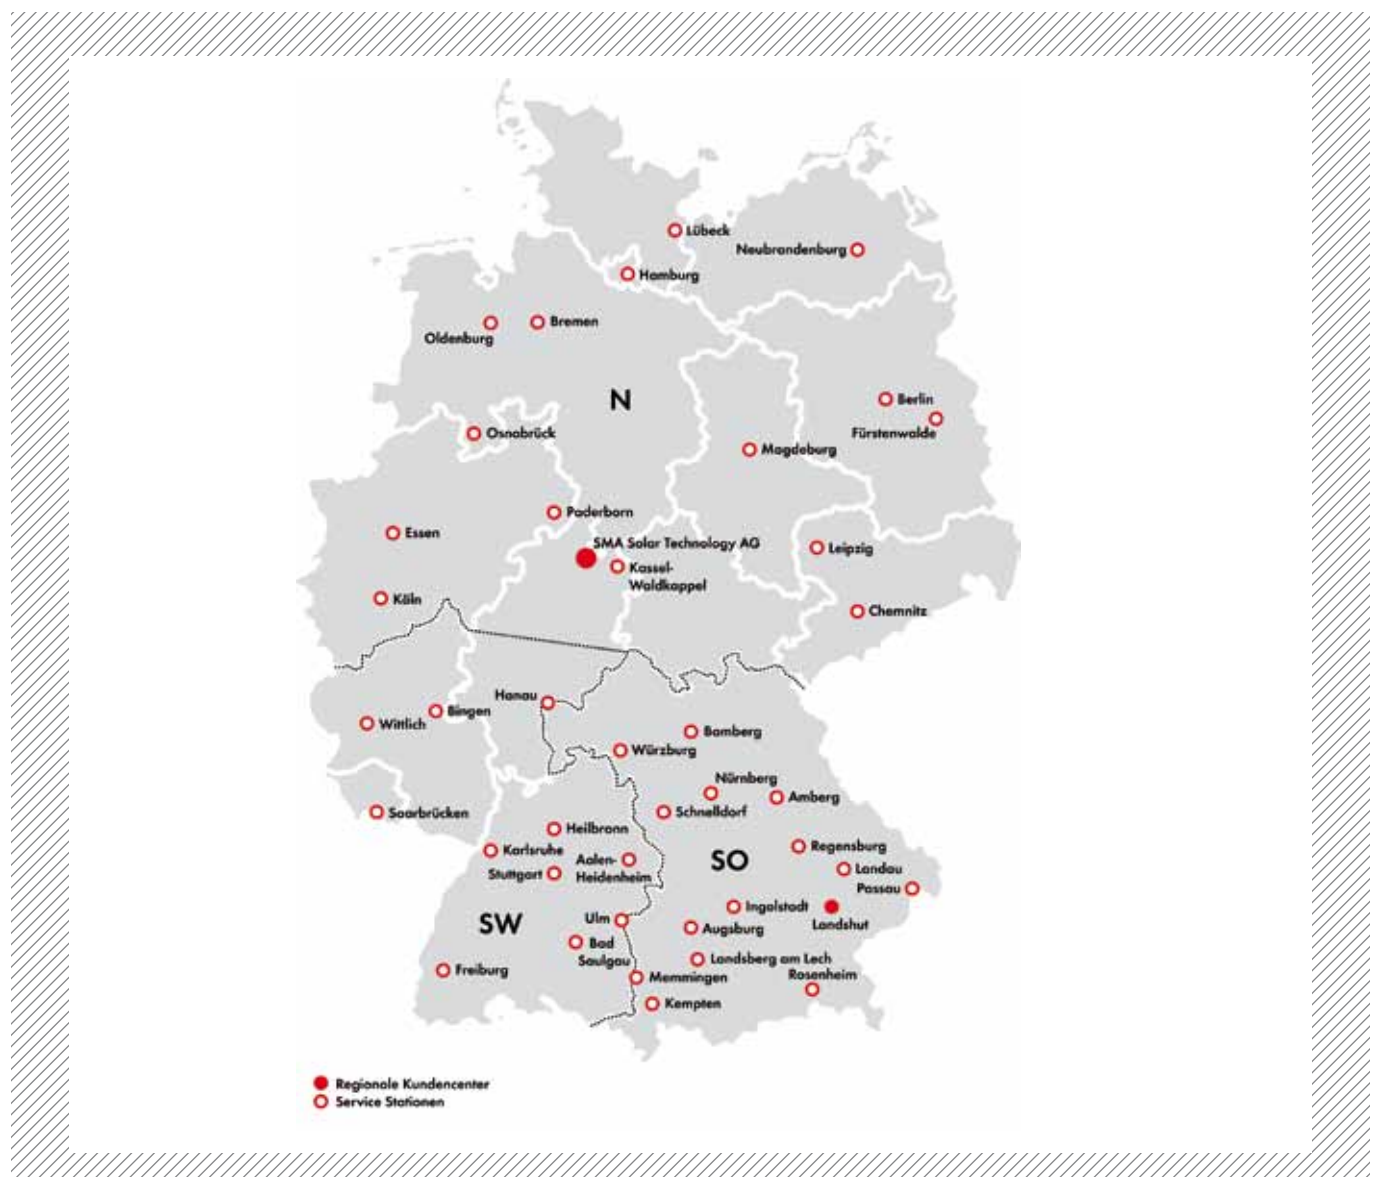 Lübeck
Neubrandenburg
Hamburg
Bremen
Oldenburg
N
Berlin
Fürstenwalde
Osnabrück
Magdeburg
Paderborn
Essen
SMA Solar Technology AG
Leipzig
Kassel-
Waldkappel
Köln
Chemnitz
Hanau
Bingen
Wittlich
Bamberg
Würzburg
Nürnberg
Amberg
Saarbrücken
Schnelldorf
Heilbronn
Regensburg
Karlsruhe
Aalen-
Heidenheim
SO
Stuttgart
Landau
Passau
Ingolstadt
Landshut
Ulm
SW
Augsburg
Bad
Saulgau
Landsberg am Lech
Freiburg
Rosenheim
Memmingen
Kempten
Regionale Kundencenter
Service Stationen